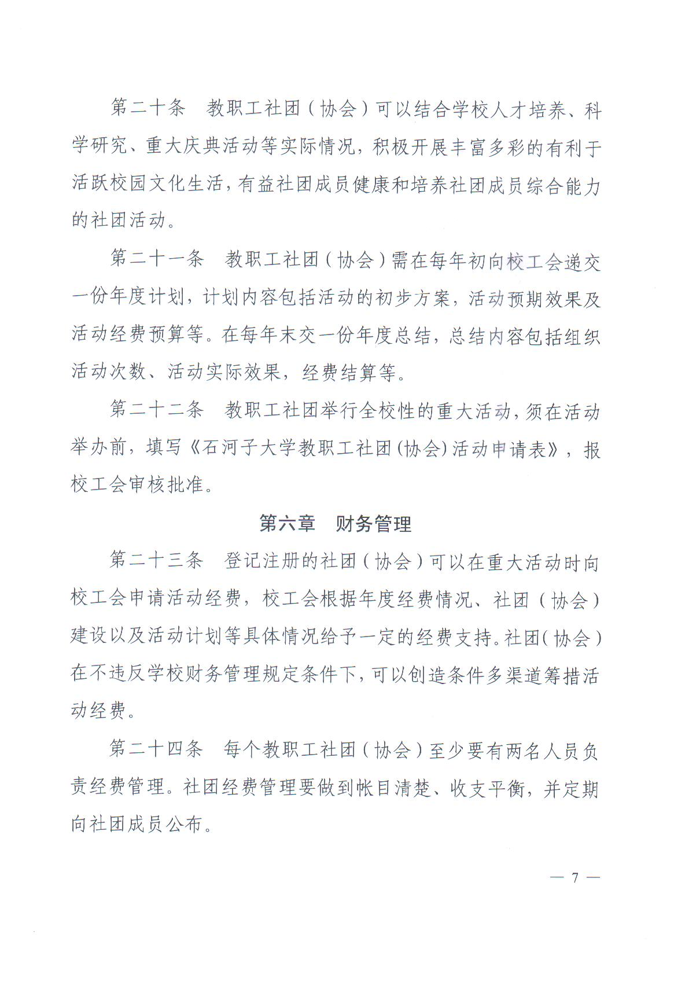 第二十条　教职工社团（协会）可以结合学校人才培养、科
学研究、重大庆典活动等实际情况，积极开展丰富多彩的有利于
活跃校园文化生活，有益社团成员健康和培养社团成员综合能力
的社团活动。
第二十一条　教职工社团（协会）需在每年初向校工会递交
一份年度计划，计划内容包括活动的初步方案，活动预期效果及
活动经费预算等。在每年末交一份年度总结，总结内容包括组织
活动次数、活动实际效果，经费结算等。
第二十二条　教职工社团举行全校性的重大活动，须在活动
举办前，填写《石河子大学教职工社团(协会)活动申请表》，报
校工会审核批准。
第六章　财务管理
第二十三条　登记注册的社团（协会）可以在重大活动时向
校工会申请活动经费，校工会根据年度经费情况、社团（协会）
建设以及活动计划等具体情况给予一定的经费支持。社团（协会）
在不违反学校财务管理规定条件下，可以创造条件多渠道筹措活
动经费。
第二十四条　每个教职工社团（协会）至少要有两名人员负
责经费管理。社团经费管理要做到帐目清楚、收支平衡，并定期
向社团成员公布。
— 7 —